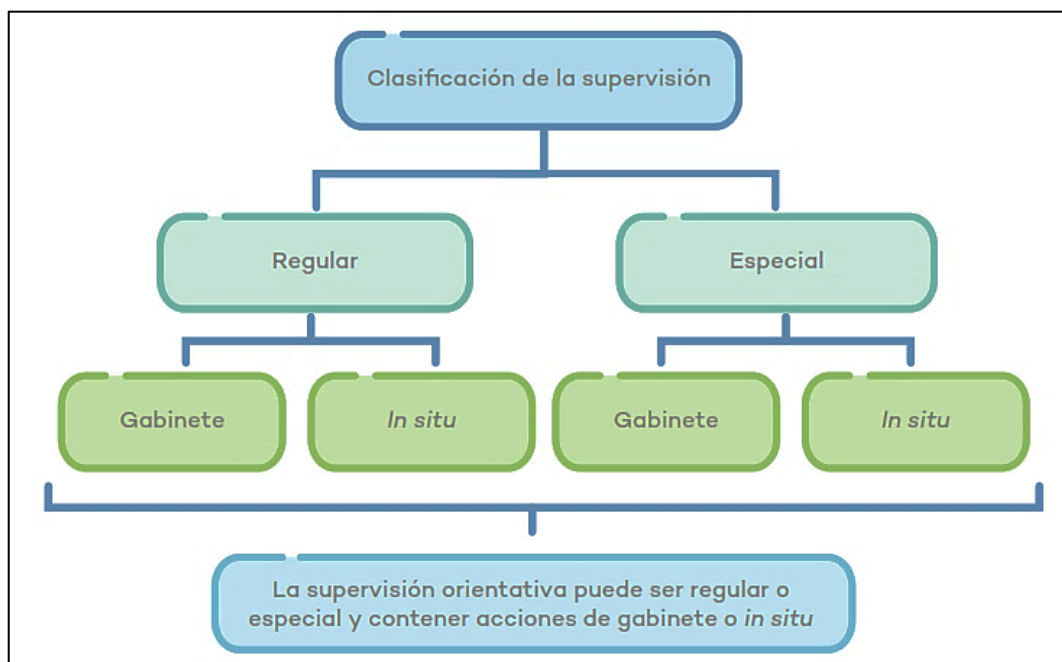 Clasificación de la supervisión
Regular
Especial
Gabinete
In situ
Gabinete
In situ
La supervisión orientativa puede ser regular o
especial y contener acciones de gabinete o in situ